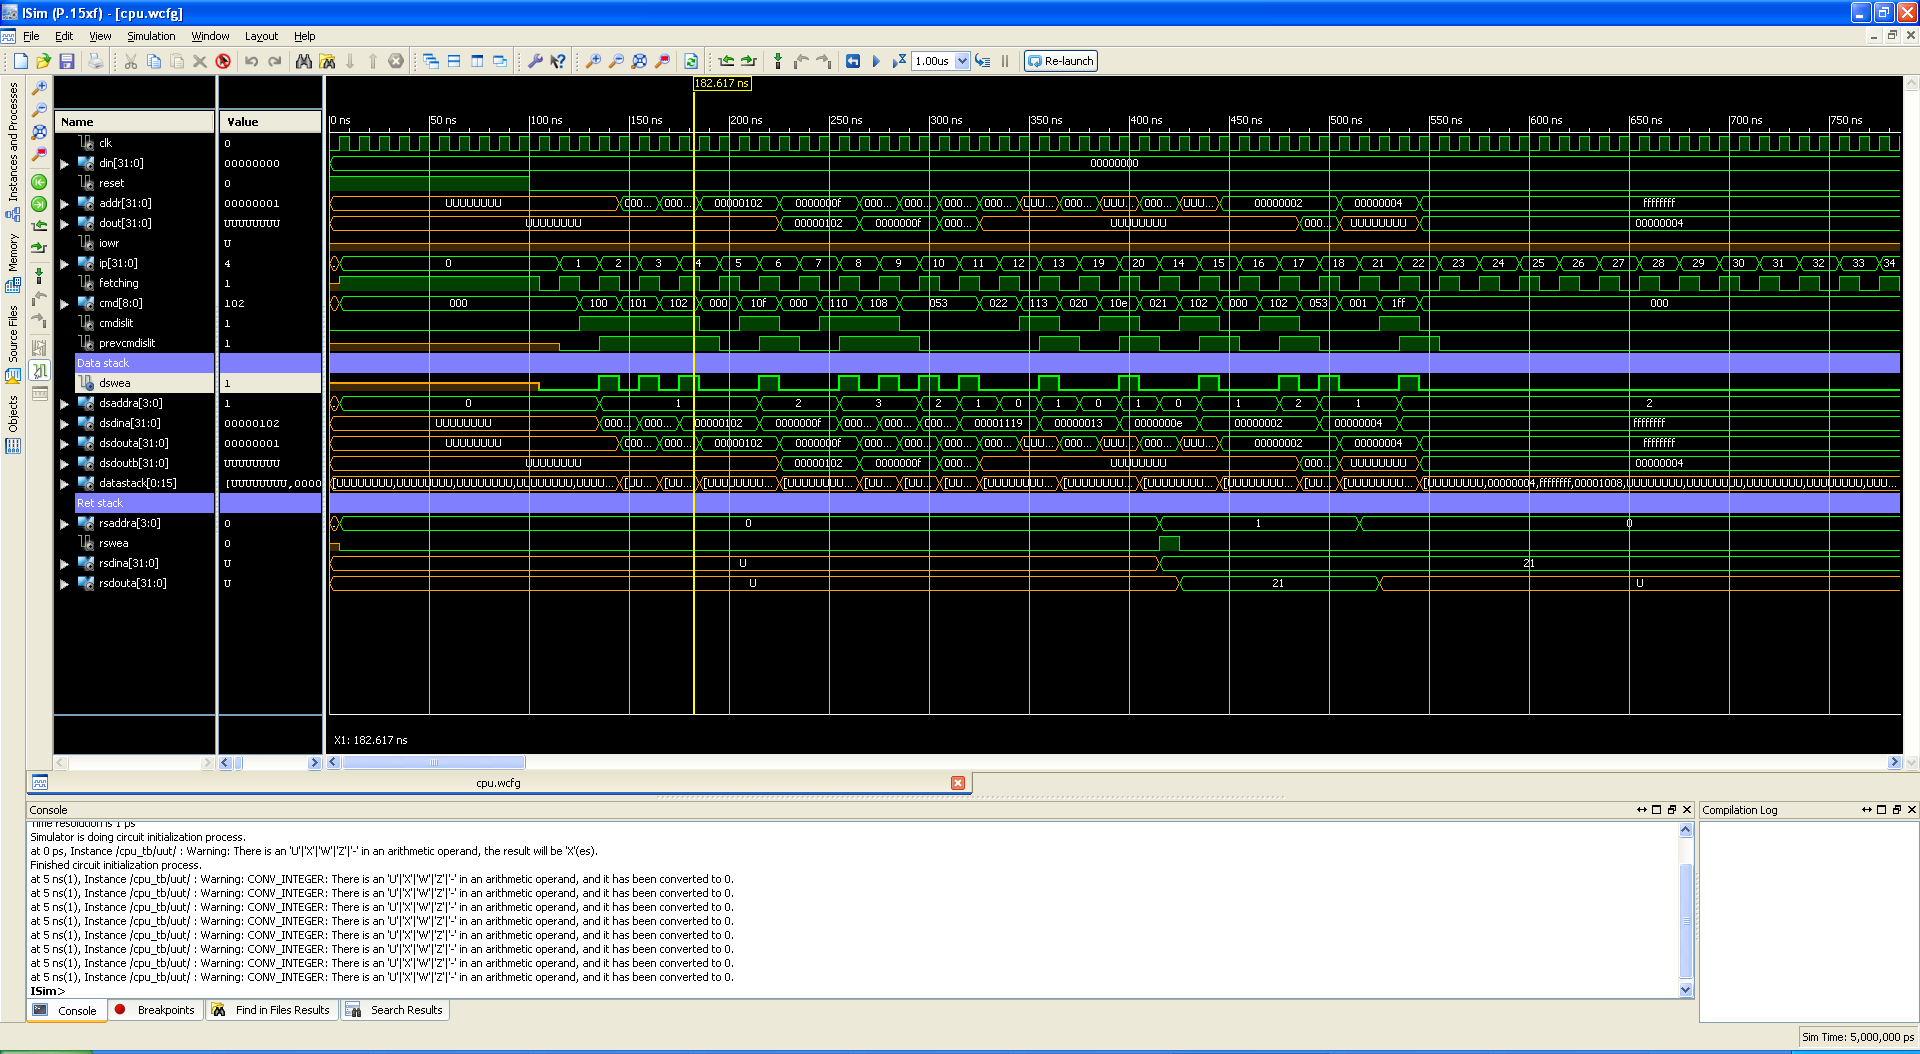 ISim (P.15xf) - [cpu.wcfg]
File Edit View Simulation Window Layout Help
1.00us Re-launch
Instances and Processes
Memory
Source Files
Objects
182.617 ns
Name Value
0 ns 50 ns 100 ns 150 ns 200 ns 250 ns 300 ns 350 ns 400 ns 450 ns 500 ns 550 ns 600 ns 650 ns 700 ns 750 ns
clk 0
din[31:0] 00000000 00000000
reset 0
addr[31:0] 00000001 UUUUUUUU 000... 000... 00000102 0000000f 000... 000... 000... 000... UUU... 000... UUU... 000... UUU... 00000002 00000004 ffffffff
dout[31:0] UUUUUUUU UUUUUUUU 00000102 0000000f 000... UUUUUUUU 000... UUUUUUUU 00000004
iowr U
ip[31:0] 4 0 1 2 3 4 5 6 7 8 9 10 11 12 13 19 20 14 15 16 17 18 21 22 23 24 25 26 27 28 29 30 31 32 33 34
fetching 1
cmd[8:0] 102 000 100 101 102 000 10f 000 110 108 053 022 113 020 10e 021 102 000 102 053 001 1ff 000
cmdislit 1
prevcmdislit 1
Data stack
dswea 1
dsaddra[3:0] 1 0 1 2 3 2 1 0 1 0 1 0 1 2 1 2
dsdina[31:0] 00000102 UUUUUUUU 000... 000... 00000102 0000000f 000... 000... 000... 00001119 00000013 0000000e 00000002 00000004 ffffffff
dsdouta[31:0] 00000001 UUUUUUUU 000... 000... 00000102 0000000f 000... 000... 000... 000... UUU... 000... UUU... 000... UUU... 00000002 00000004 ffffffff
dsdoutb[31:0] UUUUUUUU UUUUUUUU 00000102 0000000f 000... UUUUUUUU 000... UUUUUUUU 00000004
datastack[0:15] [UUUUUUUU,0000 [UUUUUUUU,UUUUUUUU,UUUUUUUU,UUUUUUUU,UUUU... [UU... [UU... [UUUUUUUU... [UUUUUUUU... [UU... [UU... [UU... [UUUUUUUU... [UUUUUUUU... [UUUUUUUU... [UUUUUUUU... [UU... [UUUUUUUU... [UUUUUUUU,00000004,ffffffff,00001008,UUUUUUUU,UUUUUUUU,UUUUUUUU,UUUUUUUU,UUU...
Ret stack
rsaddra[3:0] 0 0 1 0
rswea 0
rsdina[31:0] U U 21
rsdouta[31:0] U U 21 U
X1: 182.617 ns
cpu.wcfg
Console
Time resolution is 1 ps
Simulator is doing circuit initialization process.
at 0 ps, Instance /cpu_tb/uut/ : Warning: There is an 'U'|'X'|'W'|'Z'|'-' in an arithmetic operand, the result will be 'X'(es).
Finished circuit initialization process.
at 5 ns(1), Instance /cpu_tb/uut/ : Warning: CONV_INTEGER: There is an 'U'|'X'|'W'|'Z'|'-' in an arithmetic operand, and it has been converted to 0.
at 5 ns(1), Instance /cpu_tb/uut/ : Warning: CONV_INTEGER: There is an 'U'|'X'|'W'|'Z'|'-' in an arithmetic operand, and it has been converted to 0.
at 5 ns(1), Instance /cpu_tb/uut/ : Warning: CONV_INTEGER: There is an 'U'|'X'|'W'|'Z'|'-' in an arithmetic operand, and it has been converted to 0.
at 5 ns(1), Instance /cpu_tb/uut/ : Warning: CONV_INTEGER: There is an 'U'|'X'|'W'|'Z'|'-' in an arithmetic operand, and it has been converted to 0.
at 5 ns(1), Instance /cpu_tb/uut/ : Warning: CONV_INTEGER: There is an 'U'|'X'|'W'|'Z'|'-' in an arithmetic operand, and it has been converted to 0.
at 5 ns(1), Instance /cpu_tb/uut/ : Warning: CONV_INTEGER: There is an 'U'|'X'|'W'|'Z'|'-' in an arithmetic operand, and it has been converted to 0.
at 5 ns(1), Instance /cpu_tb/uut/ : Warning: CONV_INTEGER: There is an 'U'|'X'|'W'|'Z'|'-' in an arithmetic operand, and it has been converted to 0.
at 5 ns(1), Instance /cpu_tb/uut/ : Warning: CONV_INTEGER: There is an 'U'|'X'|'W'|'Z'|'-' in an arithmetic operand, and it has been converted to 0.
ISim>
Console Breakpoints Find in Files Results Search Results
Compilation Log
Sim Time: 5,000,000 ps